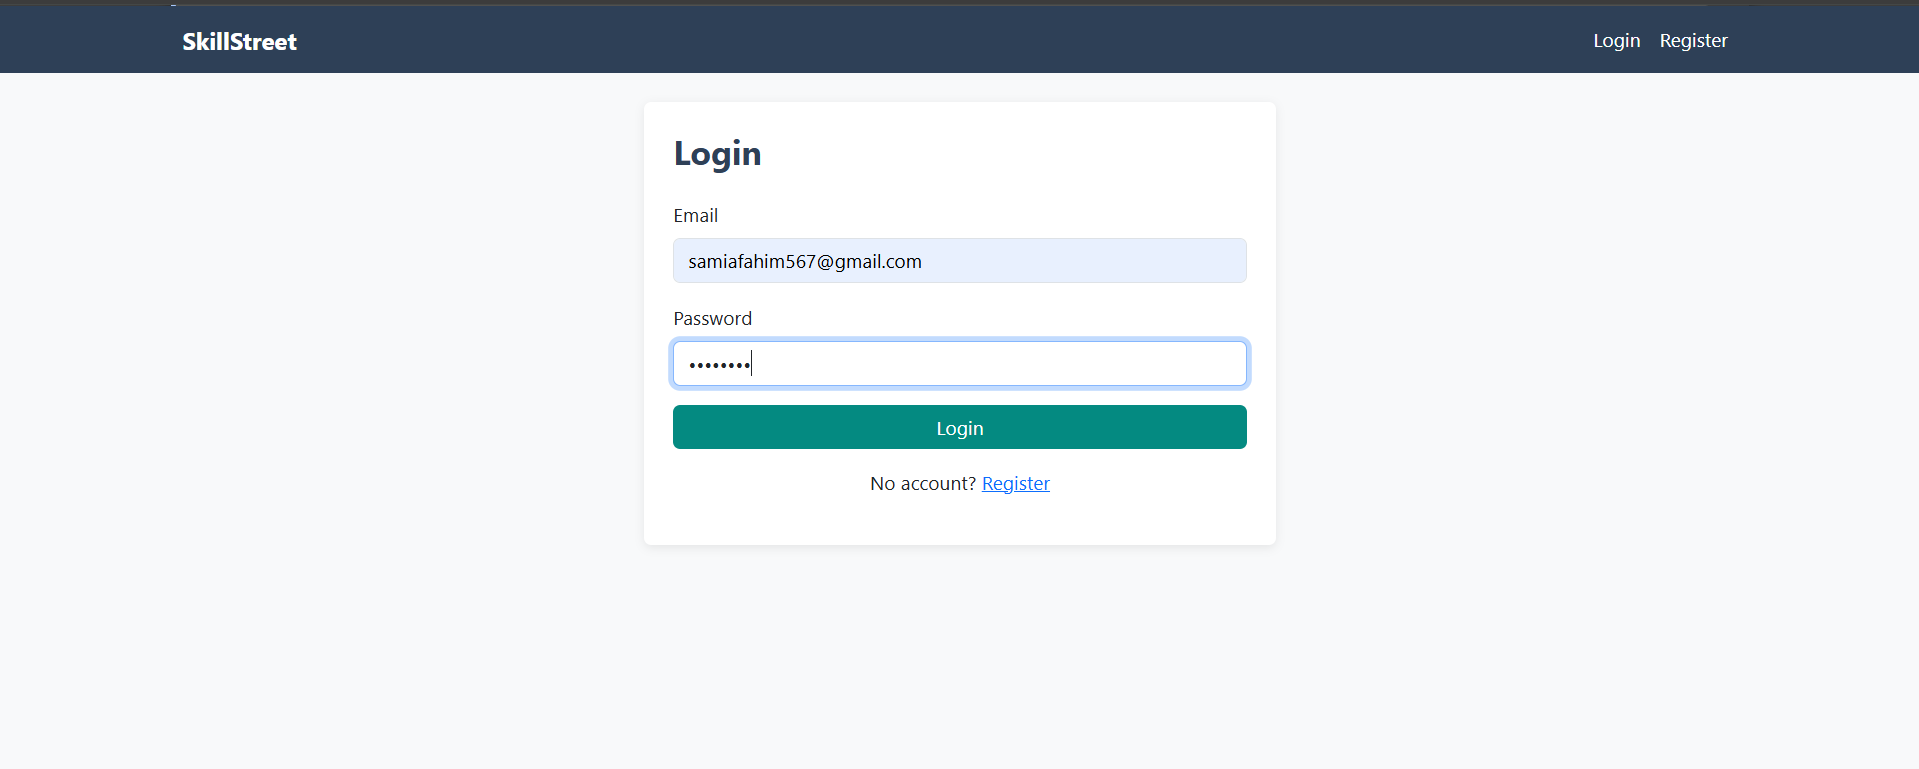 SkillStreet
Login Register
Login
Email
samiafahim567@gmail.com
Password
••••••••
Login
No account? Register